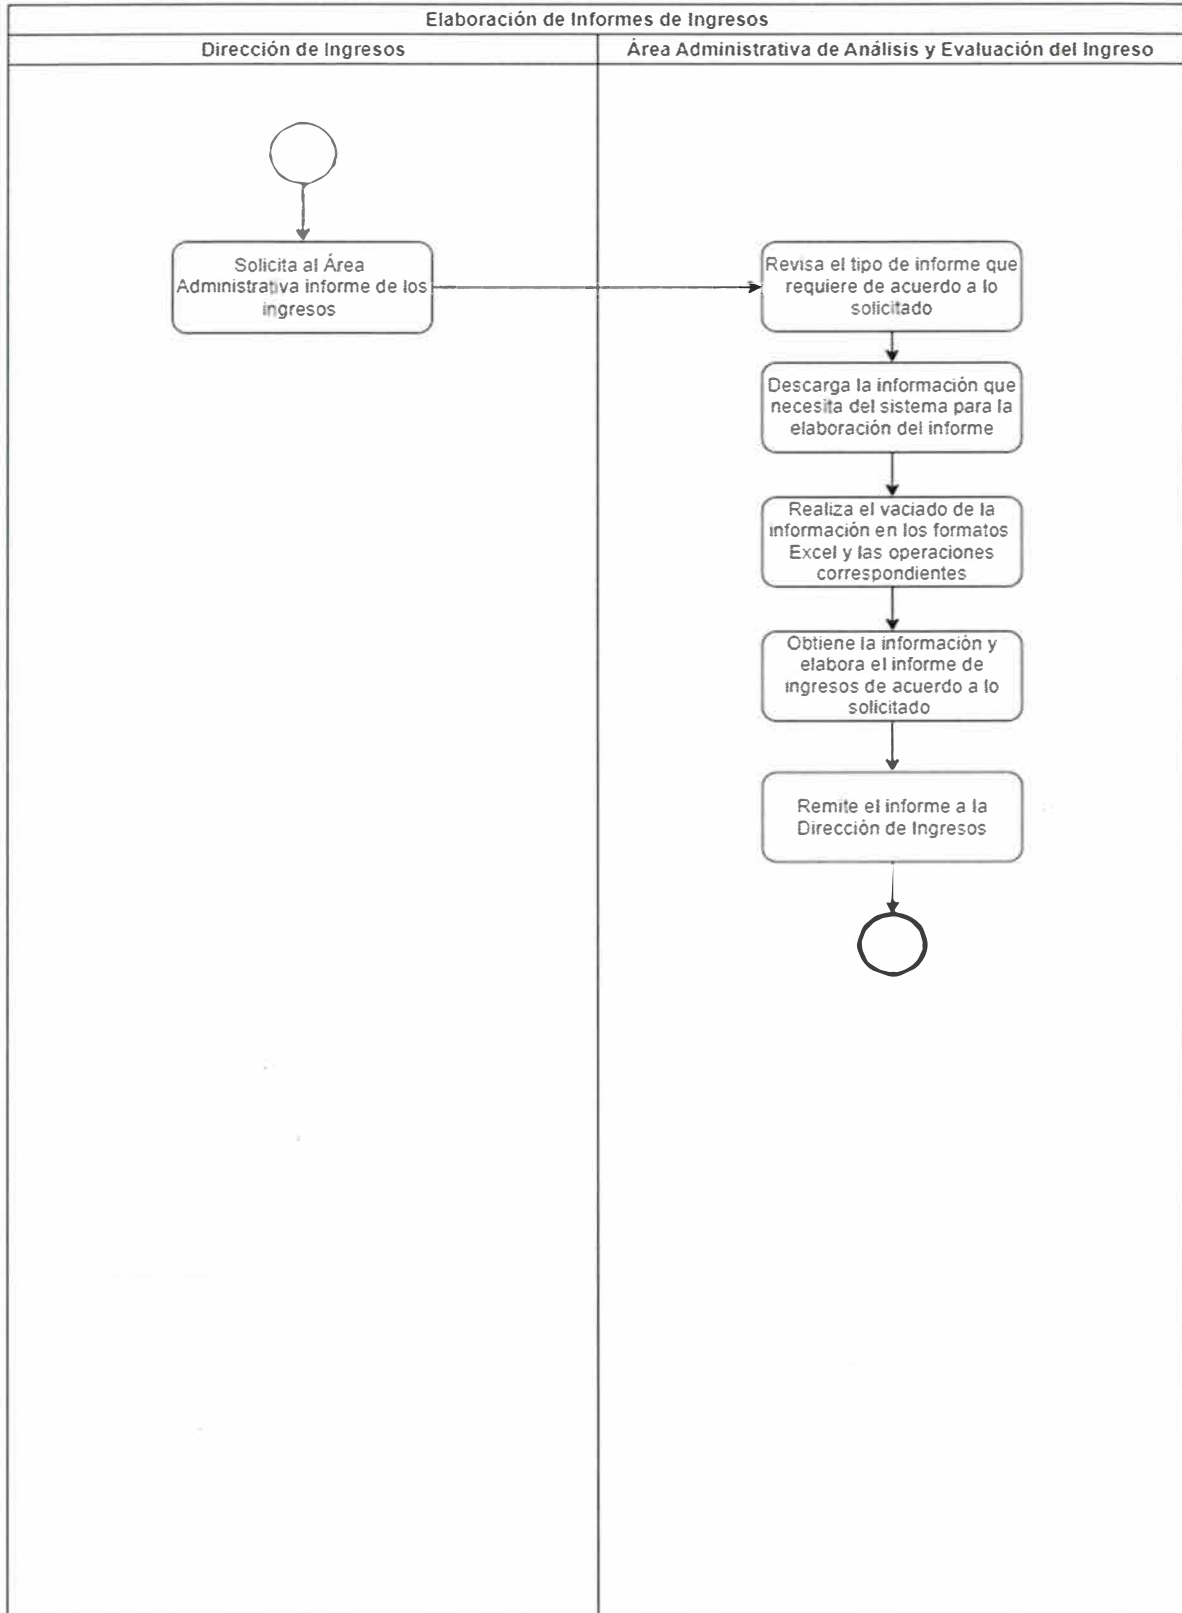 Elaboración de Informes de Ingresos
Dirección de Ingresos
Área Administrativa de Análisis y Evaluación del Ingreso
Solicita al Área
Administrativa informe de los
ingresos
Revisa el tipo de informe que
requiere de acuerdo a lo
solicitado
Descarga la información que
necesita del sistema para la
elaboración del informe
Realiza el vaciado de la
información en los formatos
Excel y las operaciones
correspondientes
Obtiene la información y
elabora el informe de
ingresos de acuerdo a lo
solicitado
Remite el informe a la
Dirección de Ingresos